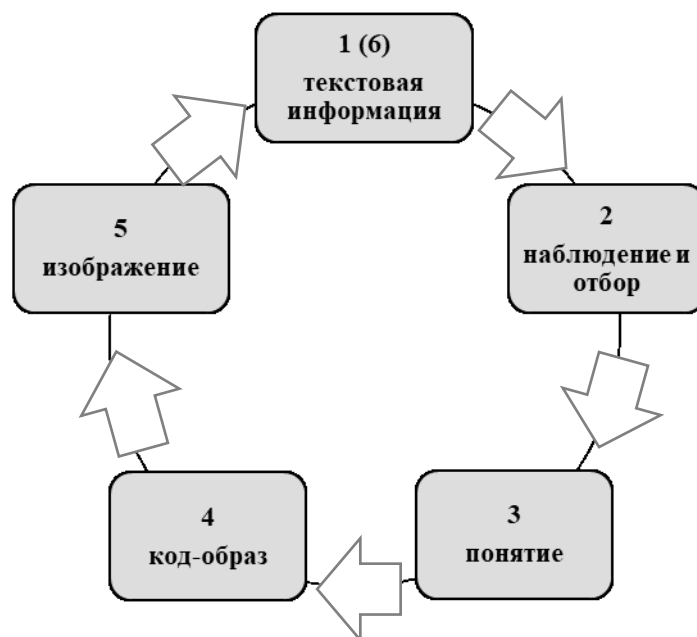 1 (6)
текстовая
информация
2
наблюдение и
отбор
3
понятие
4
код-образ
5
изображение